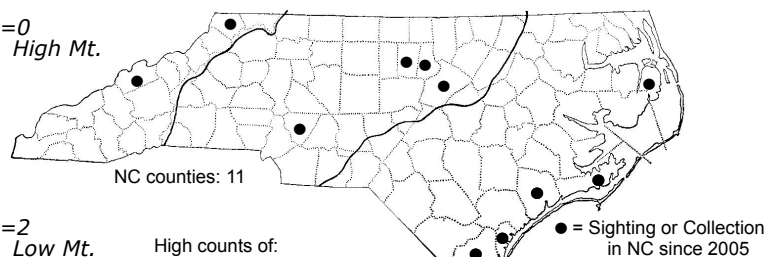 =0
High Mt.
NC counties: 11
=2
Low Mt.
High counts of:
● = Sighting or Collection
in NC since 2005